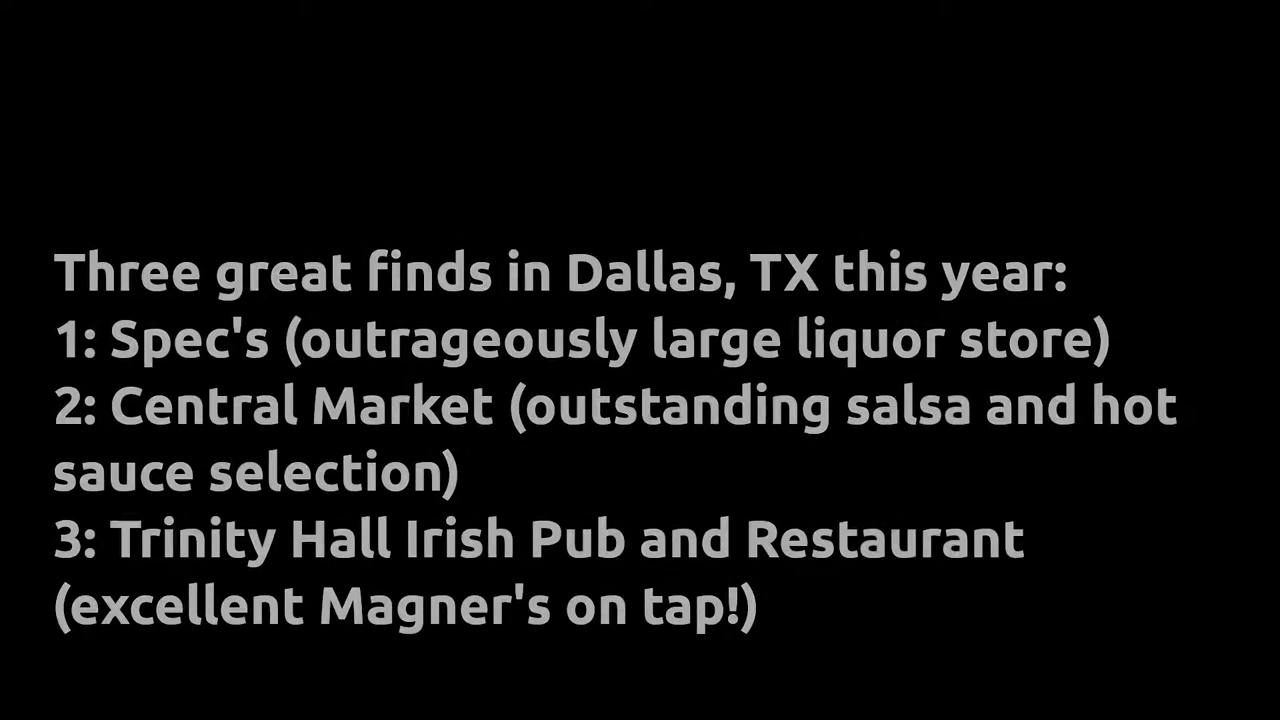 Three great finds in Dallas, TX this year:
1: Spec's (outrageously large liquor store)
2: Central Market (outstanding salsa and hot
sauce selection)
3: Trinity Hall Irish Pub and Restaurant
(excellent Magner's on tap!)